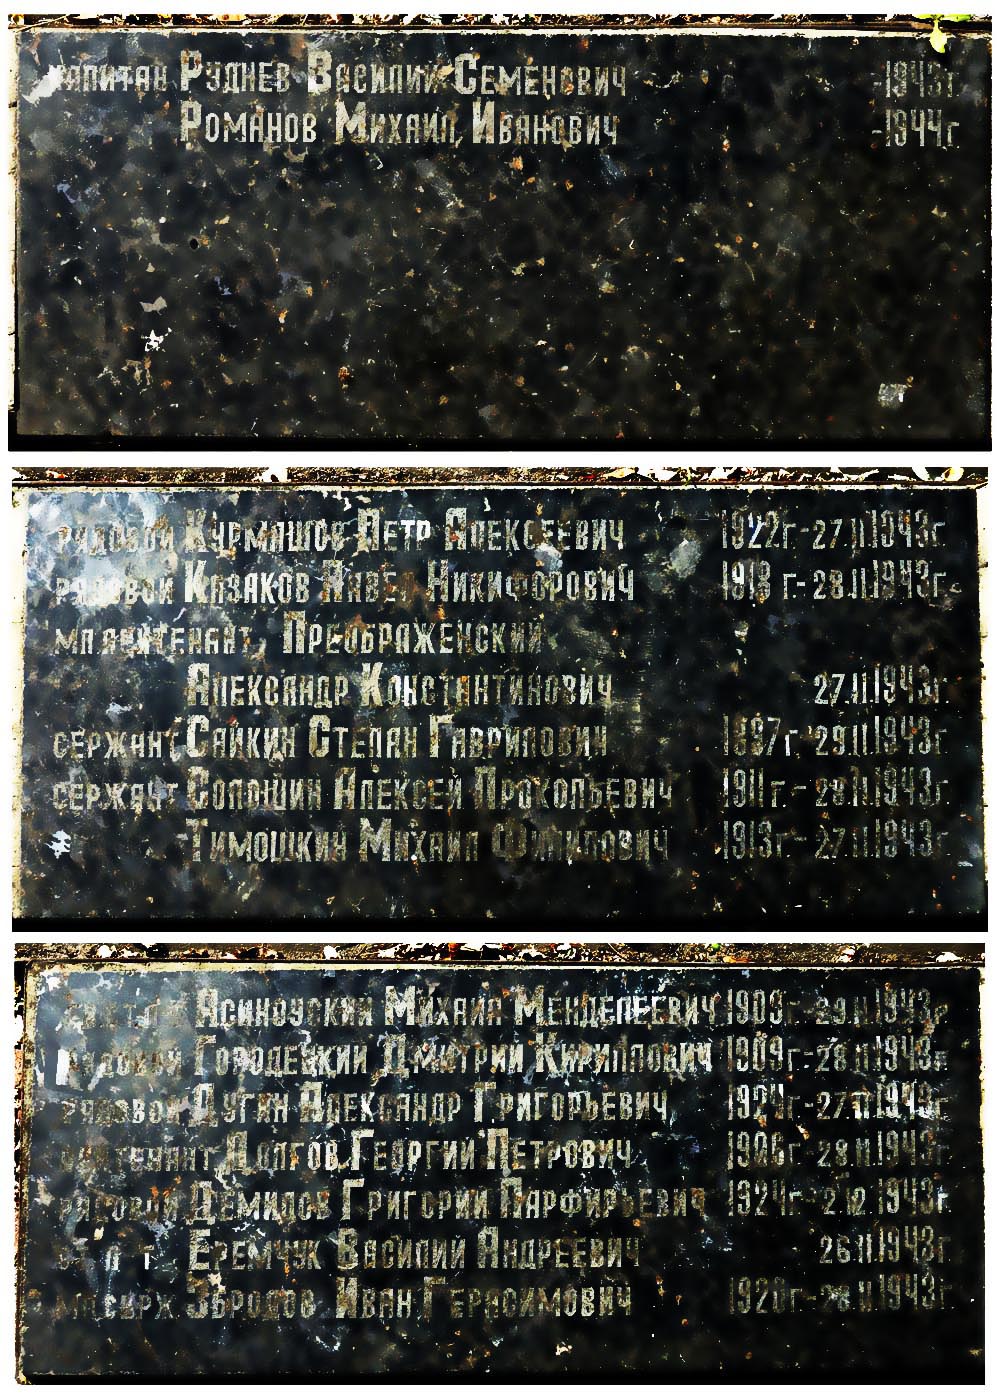 капитан Руднев Василий Семенович -1943г.
Романов Михаил Иванович -1944г.
рядовой Курмашов Петр Алексеевич 1922г.-27.11.1943г.
рядовой Казаков Павел Никифорович 1918 г.-28.11.1943г.
мл.лейтенант Преображенский
Александр Константинович 27.11.1943г.
сержант Сайкин Степан Гаврилович 1897г. 29.11.1943г.
сержант Солошин Алексей Прокопьевич 1911г.-29.11.1943г.
Тимошкин Михаил Филипович 1913г.-27.11.1943г.
Асиновский Михаил Менделеевич 1909г.-29.11.1943г.
рядовой Городецкий Дмитрий Кириллович 1909г.-28.11.1943г.
рядовой Дугин Александр Григорьевич 1924г.-27.11.1943г.
лейтенант Долгов Георгий Петрович 1906г.-28.11.1943г.
рядовой Демидов Григорий Парфирьевич 1924г.-2.12.1943г.
Еремчук Василий Андреевич 26.11.1943г.
Иван Герасимович 1920г.-28.11.1943г.